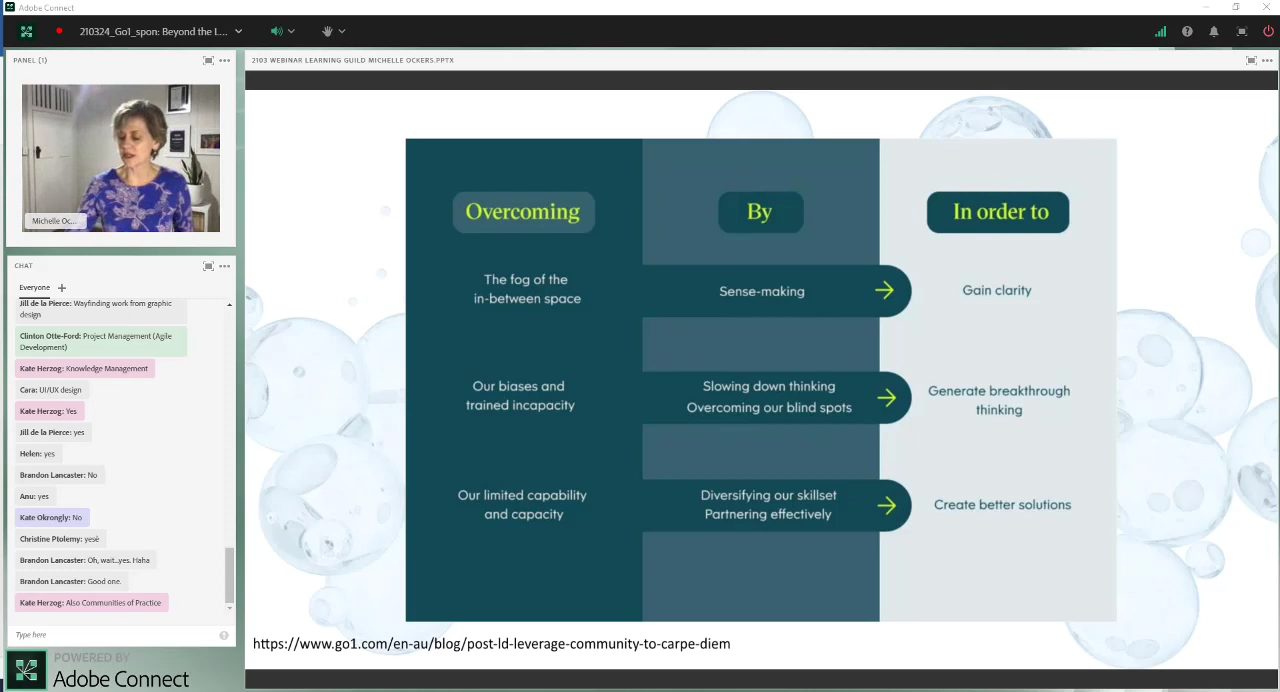 Adobe Connect
210324_Go1_spon: Beyond the L...
PANEL (1)
Michelle Oc...
CHAT
Everyone
Jill de la Pierce: Wayfinding work from graphic
design
Clinton Otte-Ford: Project Management (Agile
Development)
Kate Herzog: Knowledge Management
Cara: UI/UX design
Kate Herzog: Yes
Jill de la Pierce: yes
Helen: yes
Brandon Lancaster: No
Anu: yes
Kate Okrongly: No
Christine Ptolemy: yesè
Brandon Lancaster: Oh, wait...yes. Haha
Brandon Lancaster: Good one.
Kate Herzog: Also Communities of Practice
Type here
POWERED BY
Adobe Connect
2103 WEBINAR LEARNING GUILD MICHELLE OCKERS.PPTX
Overcoming
By
In order to
The fog of the
in-between space
Sense-making
Gain clarity
Our biases and
trained incapacity
Slowing down thinking
Overcoming our blind spots
Generate breakthrough
thinking
Our limited capability
and capacity
Diversifying our skillset
Partnering effectively
Create better solutions
https://www.go1.com/en-au/blog/post-ld-leverage-community-to-carpe-diem